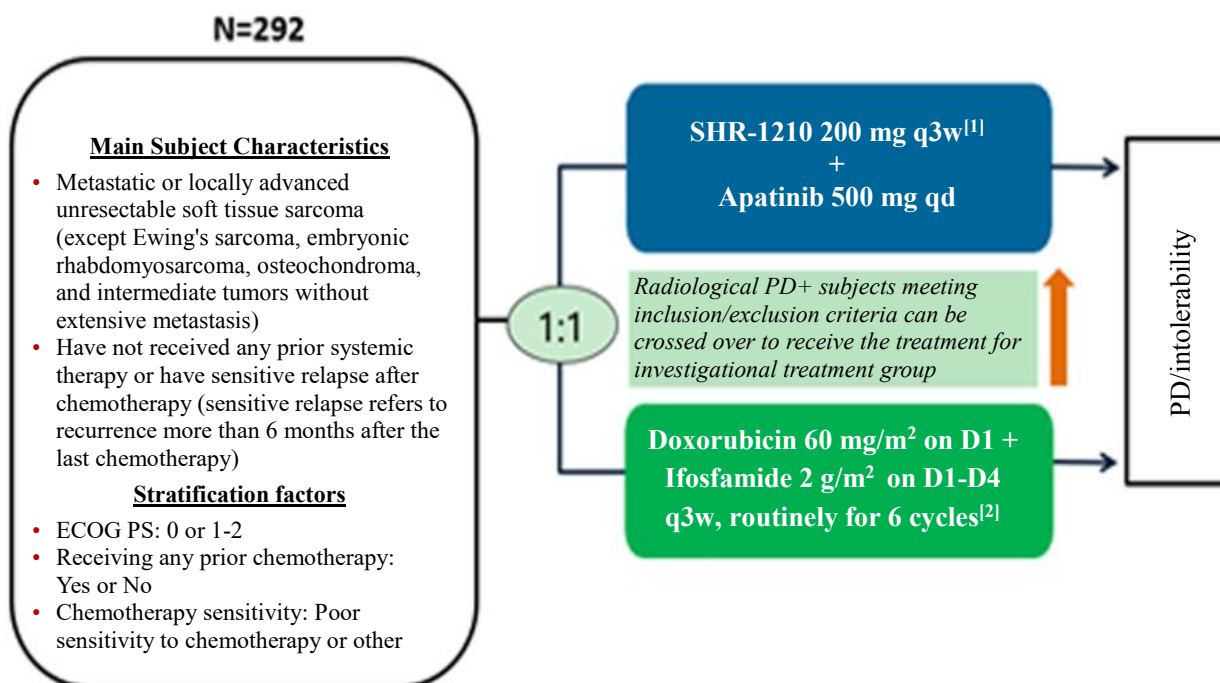 N=292
Main Subject Characteristics
• Metastatic or locally advanced
unresectable soft tissue sarcoma
(except Ewing's sarcoma, embryonic
rhabdomyosarcoma, osteochondroma,
and intermediate tumors without
extensive metastasis)
• Have not received any prior systemic
therapy or have sensitive relapse after
chemotherapy (sensitive relapse refers to
recurrence more than 6 months after the
last chemotherapy)
Stratification factors
• ECOG PS: 0 or 1-2
• Receiving any prior chemotherapy:
Yes or No
• Chemotherapy sensitivity: Poor
sensitivity to chemotherapy or other
1:1
SHR-1210 200 mg q3w[1]
+
Apatinib 500 mg qd
Radiological PD+ subjects meeting
inclusion/exclusion criteria can be
crossed over to receive the treatment for
investigational treatment group
Doxorubicin 60 mg/m² on D1 +
Ifosfamide 2 g/m² on D1-D4
q3w, routinely for 6 cycles[2]
PD/intolerability